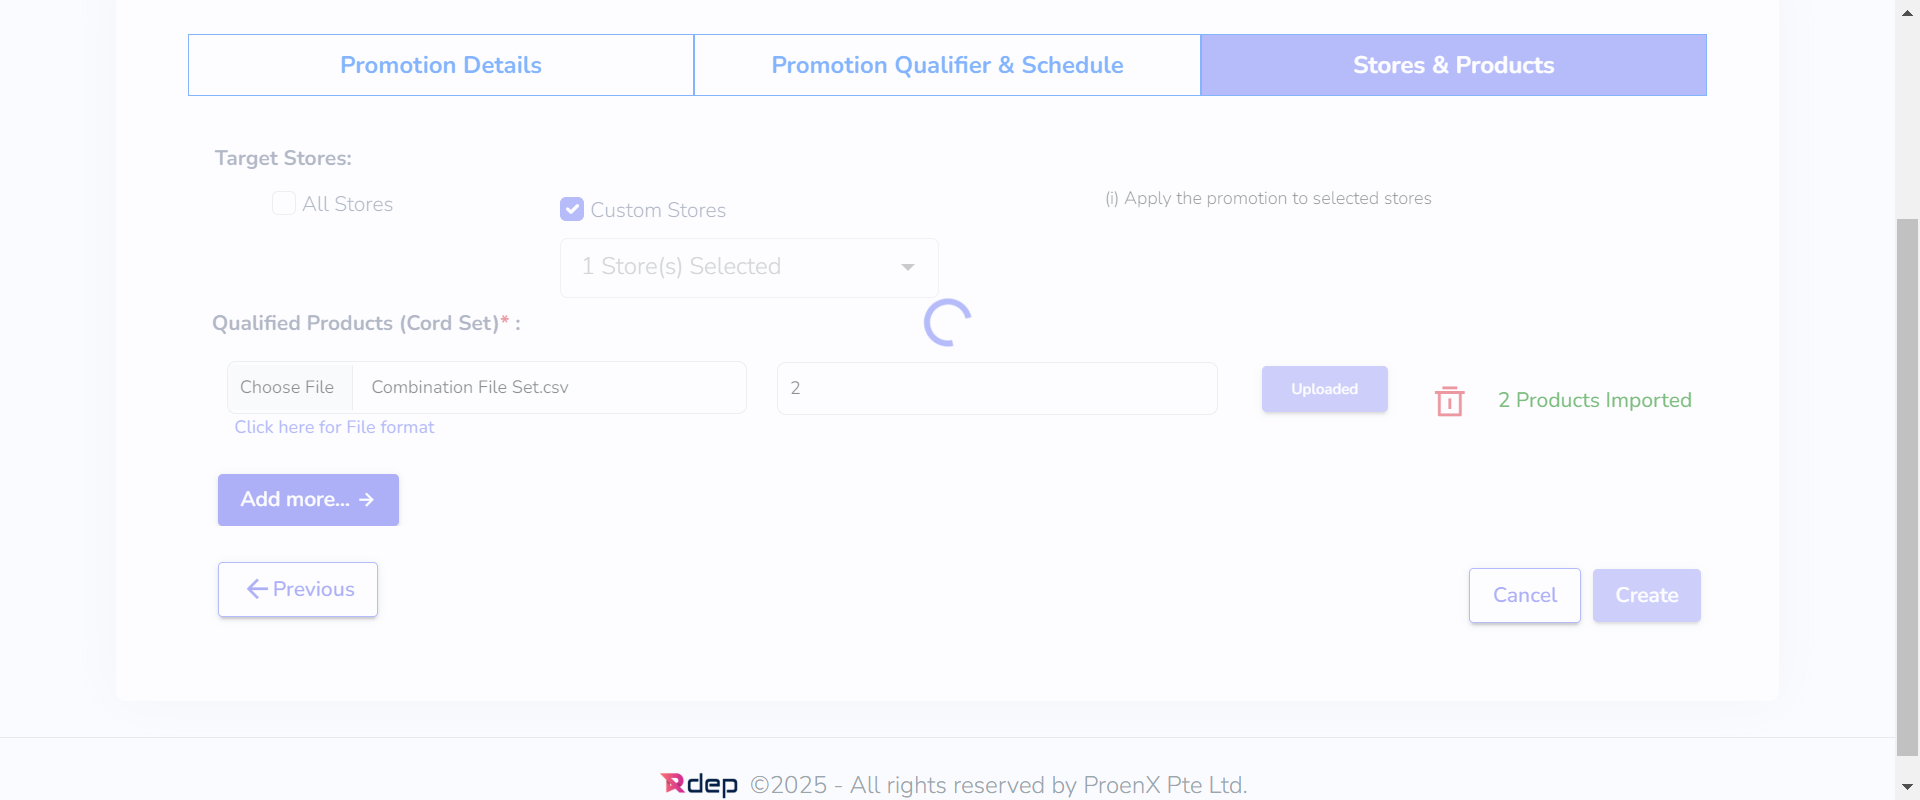 Promotion Details
Promotion Qualifier & Schedule
Stores & Products
Target Stores:
All Stores
Custom Stores
(i) Apply the promotion to selected stores
1 Store(s) Selected
Qualified Products (Cord Set)* :
Choose File
Combination File Set.csv
2
Uploaded
2 Products Imported
Click here for File format
Add more... →
← Previous
Cancel
Create
Rdep ©2025 - All rights reserved by ProenX Pte Ltd.